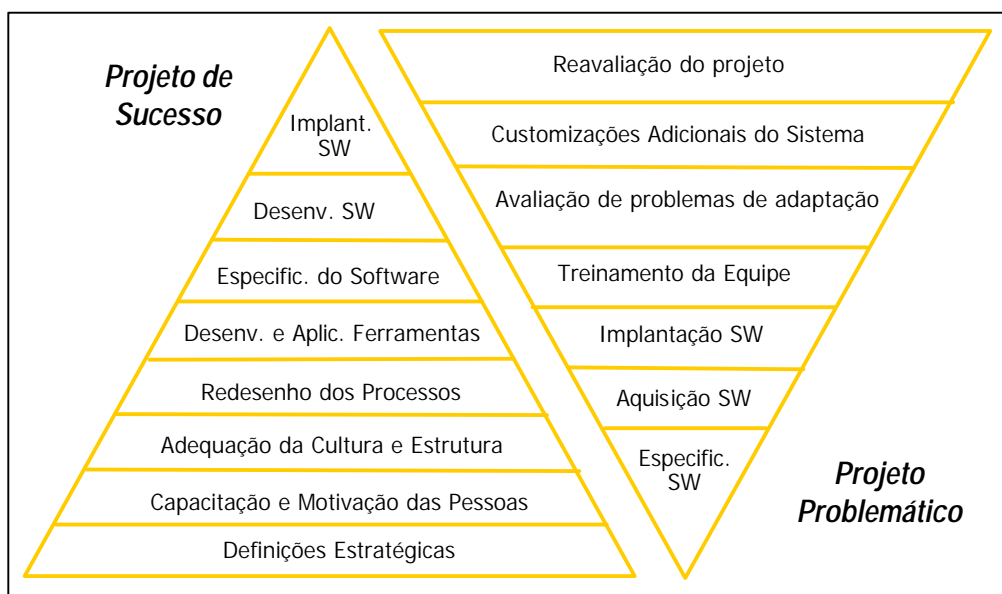 Projeto de
Sucesso
Implant.
SW
Desenv. SW
Especific. do Software
Desenv. e Aplic. Ferramentas
Redesenho dos Processos
Adequação da Cultura e Estrutura
Capacitação e Motivação das Pessoas
Definições Estratégicas
Reavaliação do projeto
Customizações Adicionais do Sistema
Avaliação de problemas de adaptação
Treinamento da Equipe
Implantação SW
Aquisição SW
Especific.
SW
Projeto
Problemático